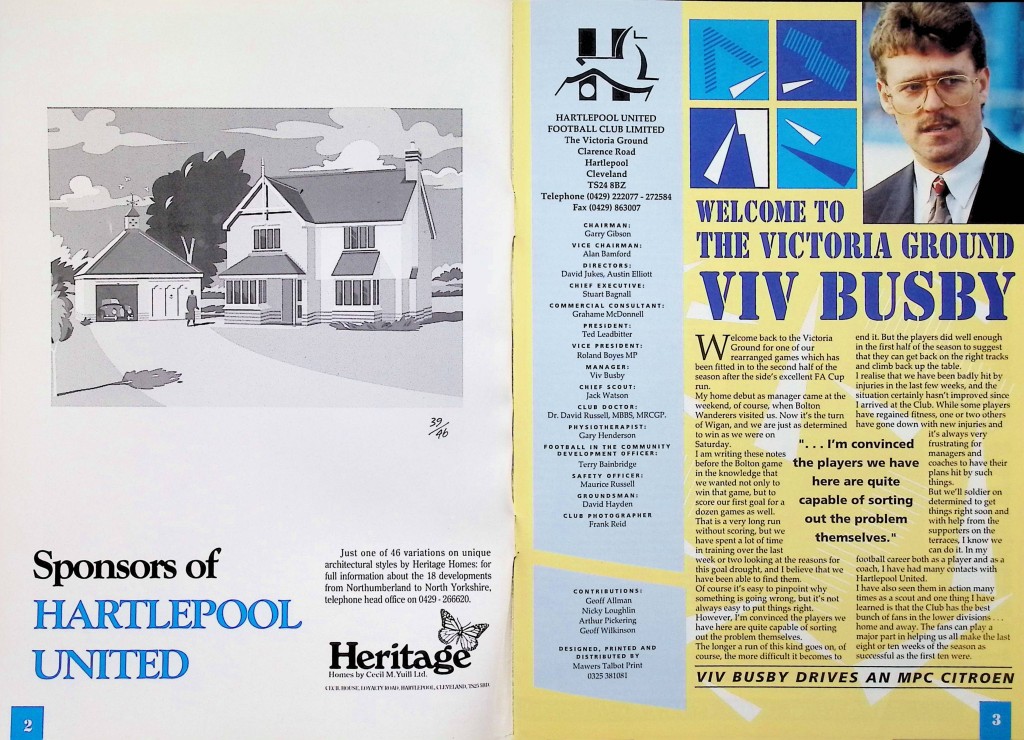 39/46
Sponsors of
HARTLEPOOL
UNITED
Just one of 46 variations on unique
architectural styles by Heritage Homes: for
full information about the 18 developments
from Northumberland to North Yorkshire,
telephone head office on 0429 - 266620.
Heritage
Homes by Cecil M. Yuill Ltd.
CECIL HOUSE, LOYALTY ROAD, HARTLEPOOL, CLEVELAND, TS25 5BD.
2
HARTLEPOOL UNITED
FOOTBALL CLUB LIMITED
The Victoria Ground
Clarence Road
Hartlepool
Cleveland
TS24 8BZ
Telephone (0429) 222077 - 272584
Fax (0429) 863007
CHAIRMAN:
Garry Gibson
VICE CHAIRMAN:
Alan Bamford
DIRECTORS:
David Jukes, Austin Elliott
CHIEF EXECUTIVE:
Stuart Bagnall
COMMERCIAL CONSULTANT:
Grahame McDonnell
PRESIDENT:
Ted Leadbitter
VICE PRESIDENT:
Roland Boyes MP
MANAGER:
Viv Busby
CHIEF SCOUT:
Jack Watson
CLUB DOCTOR:
Dr. David Russell, MBBS, MRCGP.
PHYSIOTHERAPIST:
Gary Henderson
FOOTBALL IN THE COMMUNITY
DEVELOPMENT OFFICER:
Terry Bainbridge
SAFETY OFFICER:
Maurice Russell
GROUNDSMAN:
David Hayden
CLUB PHOTOGRAPHER
Frank Reid
CONTRIBUTIONS:
Geoff Allman
Nicky Loughlin
Arthur Pickering
Geoff Wilkinson
DESIGNED, PRINTED AND
DISTRIBUTED BY
Mawers Talbot Print
0325 381081
WELCOME TO
THE VICTORIA GROUND
VIV BUSBY
Welcome back to the Victoria
Ground for one of our
rearranged games which has
been fitted in to the second half of the
season after the side's excellent FA Cup
run.
My home debut as manager came at the
weekend, of course, when Bolton
Wanderers visited us. Now it's the turn
of Wigan, and we are just as determined
to win as we were on
Saturday.
I am writing these notes
before the Bolton game
in the knowledge that
we wanted not only to
win that game, but to
score our first goal for a
dozen games as well.
That is a very long run
without scoring, but we
have spent a lot of time
in training over the last
week or two looking at the reasons for
this goal drought, and I believe that we
have been able to find them.
Of course it's easy to pinpoint why
something is going wrong, but it's not
always easy to put things right.
However, I'm convinced the players we
have here are quite capable of sorting
out the problem themselves.
The longer a run of this kind goes on, of
course, the more difficult it becomes to
". . . I'm convinced
the players we have
here are quite
capable of sorting
out the problem
themselves."
end it. But the players did well enough
in the first half of the season to suggest
that they can get back on the right tracks
and climb back up the table.
I realise that we have been badly hit by
injuries in the last few weeks, and the
situation certainly hasn't improved since
I arrived at the Club. While some players
have regained fitness, one or two others
have gone down with new injuries and
it's always very
frustrating for
managers and
coaches to have their
plans hit by such
things.
But we'll soldier on
determined to get
things right soon and
with help from the
supporters on the
terraces, I know we
can do it. In my
football career both as a player and as a
coach, I have had many contacts with
Hartlepool United.
I have also seen them in action many
times as a scout and one thing I have
learned is that the Club has the best
bunch of fans in the lower divisions . . .
home and away. The fans can play a
major part in helping us all make the last
eight or ten weeks of the season as
successful as the first ten were.
VIV BUSBY DRIVES AN MPC CITROEN
3